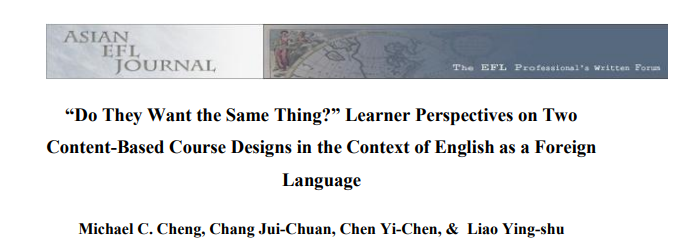 ASIAN
EFL
JOURNAL
The EFL Professional's Written Forum
“Do They Want the Same Thing?” Learner Perspectives on Two
Content-Based Course Designs in the Context of English as a Foreign
Language
Michael C. Cheng, Chang Jui-Chuan, Chen Yi-Chen, & Liao Ying-shu